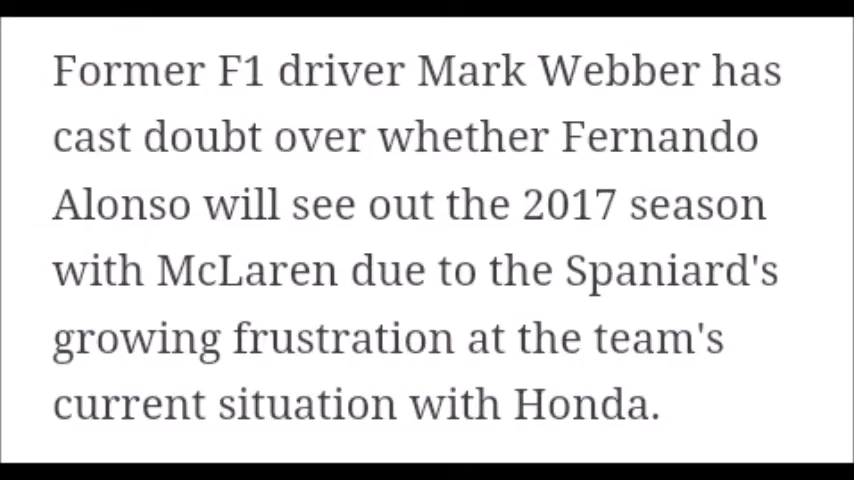 Former F1 driver Mark Webber has
cast doubt over whether Fernando
Alonso will see out the 2017 season
with McLaren due to the Spaniard's
growing frustration at the team's
current situation with Honda.